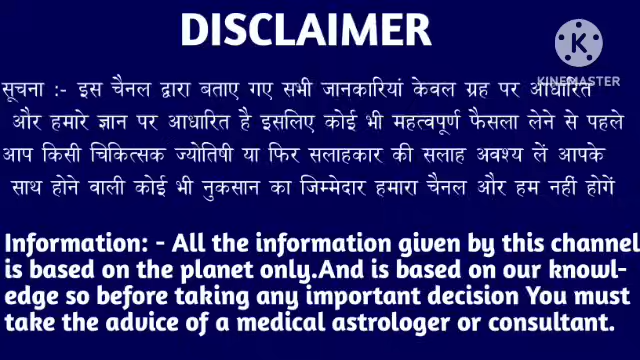 DISCLAIMER
KINEMASTER
सूचना :- इस चैनल द्वारा बताए गए सभी जानकारियां केवल ग्रह पर आधारित
और हमारे ज्ञान पर आधारित है इसलिए कोई भी महत्वपूर्ण फैसला लेने से पहले
आप किसी चिकित्सक ज्योतिषी या फिर सलाहकार की सलाह अवश्य लें आपके
साथ होने वाली कोई भी नुकसान का जिम्मेदार हमारा चैनल और हम नहीं होगें
Information: - All the information given by this channel
is based on the planet only.And is based on our knowl-
edge so before taking any important decision You must
take the advice of a medical astrologer or consultant.